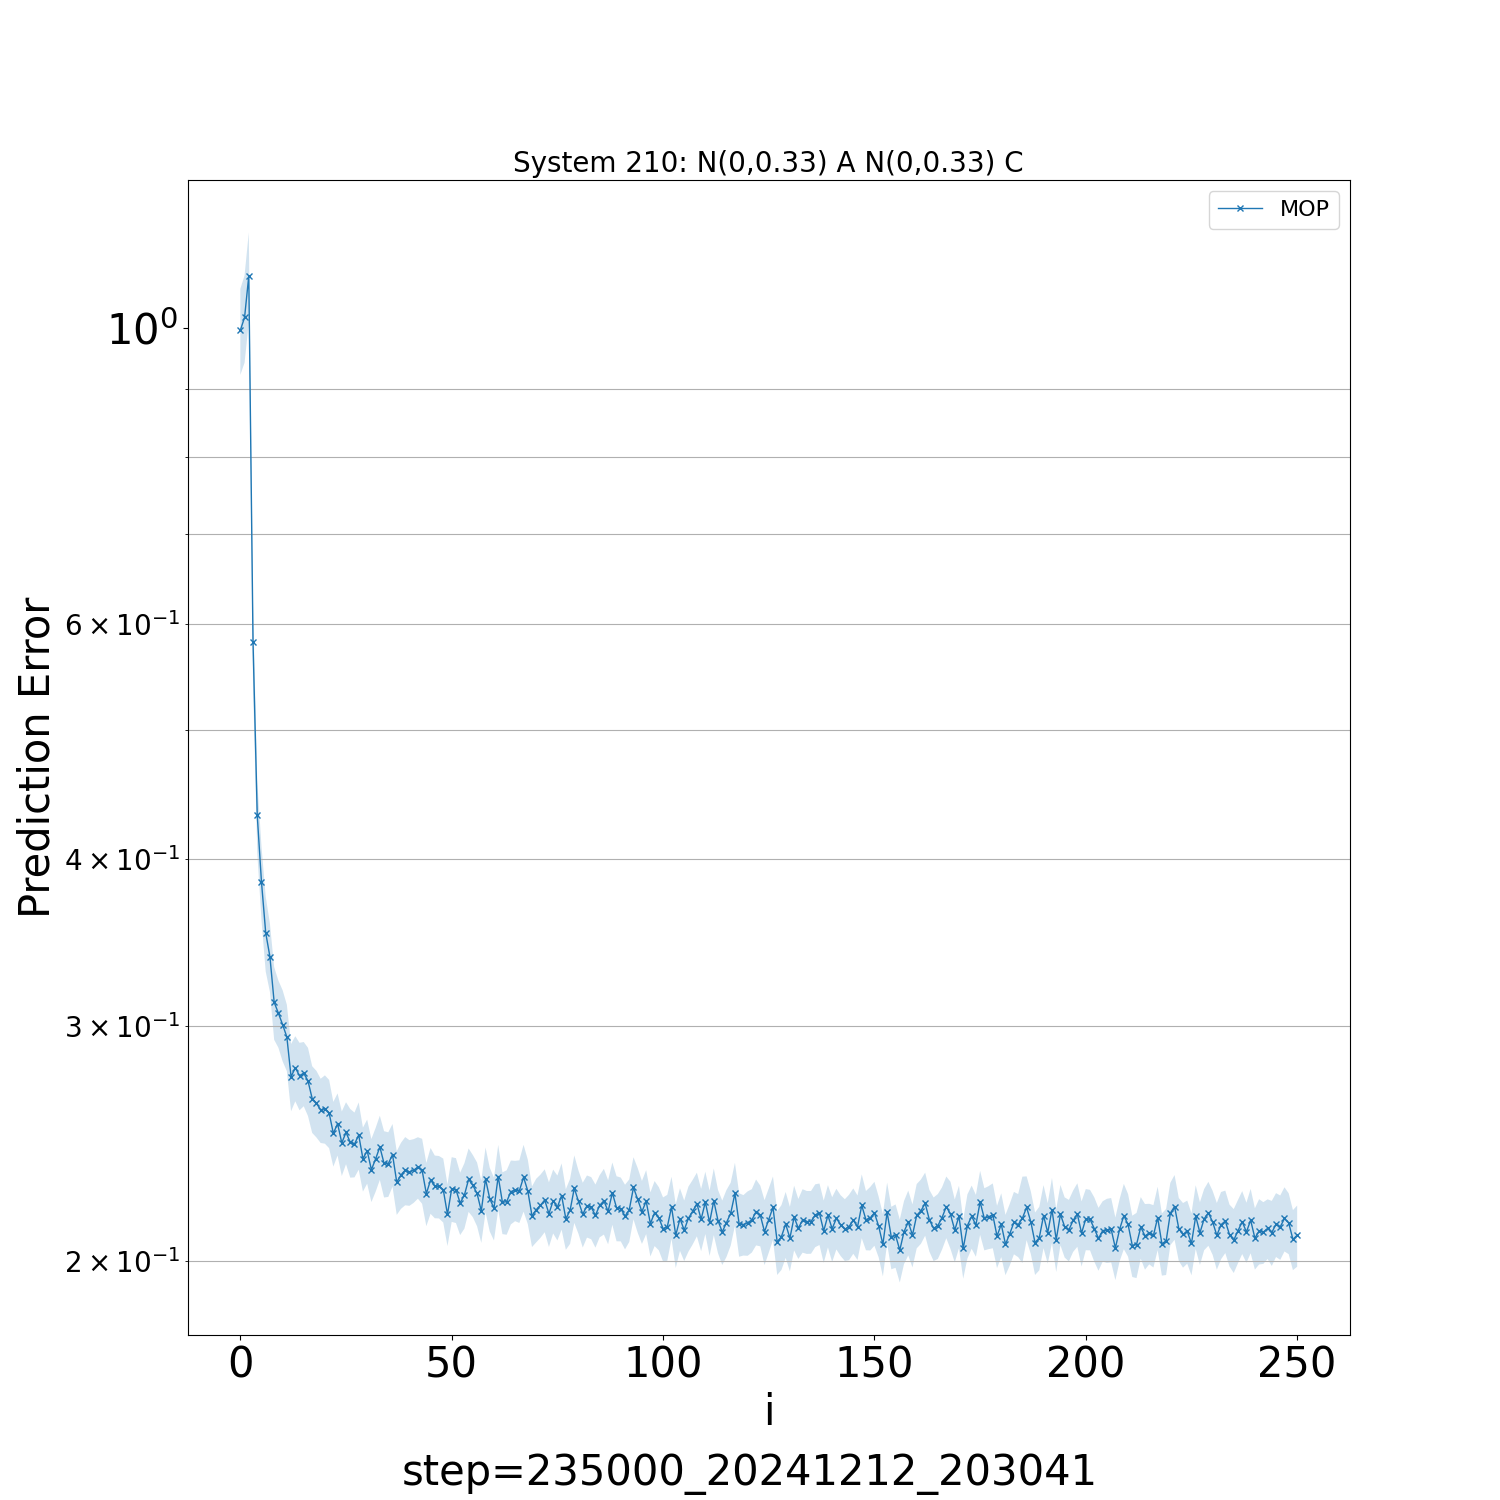 System 210: N(0,0.33) A N(0,0.33) C
MOP
10⁰
6 × 10⁻¹
4 × 10⁻¹
3 × 10⁻¹
2 × 10⁻¹
Prediction Error
0 50 100 150 200 250
i
step=235000_20241212_203041